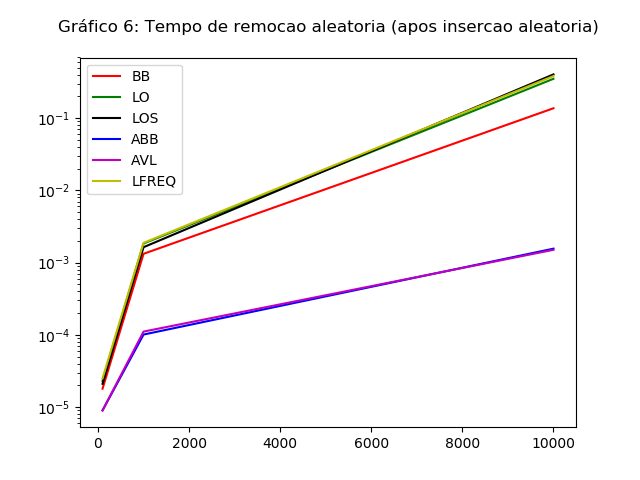 Gráfico 6: Tempo de remocao aleatoria (apos insercao aleatoria)
BB
LO
LOS
ABB
AVL
LFREQ
10⁻¹
10⁻²
10⁻³
10⁻⁴
10⁻⁵
0 2000 4000 6000 8000 10000